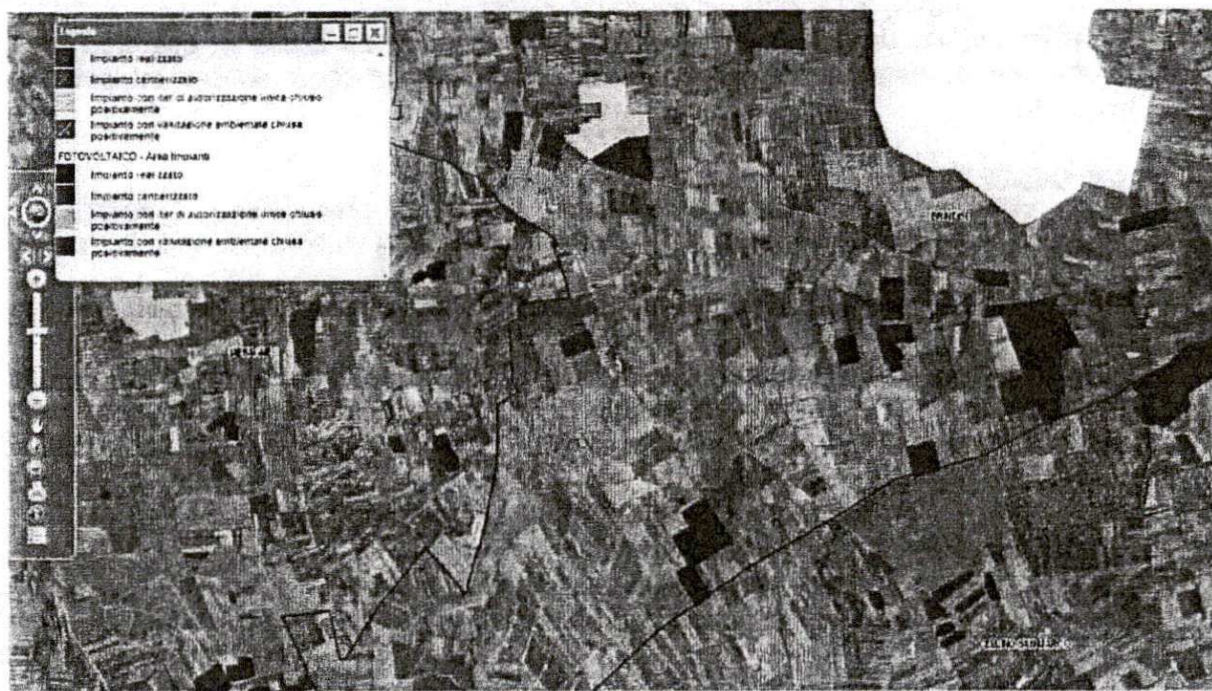 Legenda
Impianto realizzato
Impianto cantierizzato
Impianto con iter di autorizzazione unica chiuso
positivamente
Impianto con valutazione ambientale chiusa
positivamente
FOTOVOLTAICO - Area Impianti
Impianto realizzato
Impianto cantierizzato
Impianto con iter di autorizzazione unica chiuso
positivamente
Impianto con valutazione ambientale chiusa
positivamente